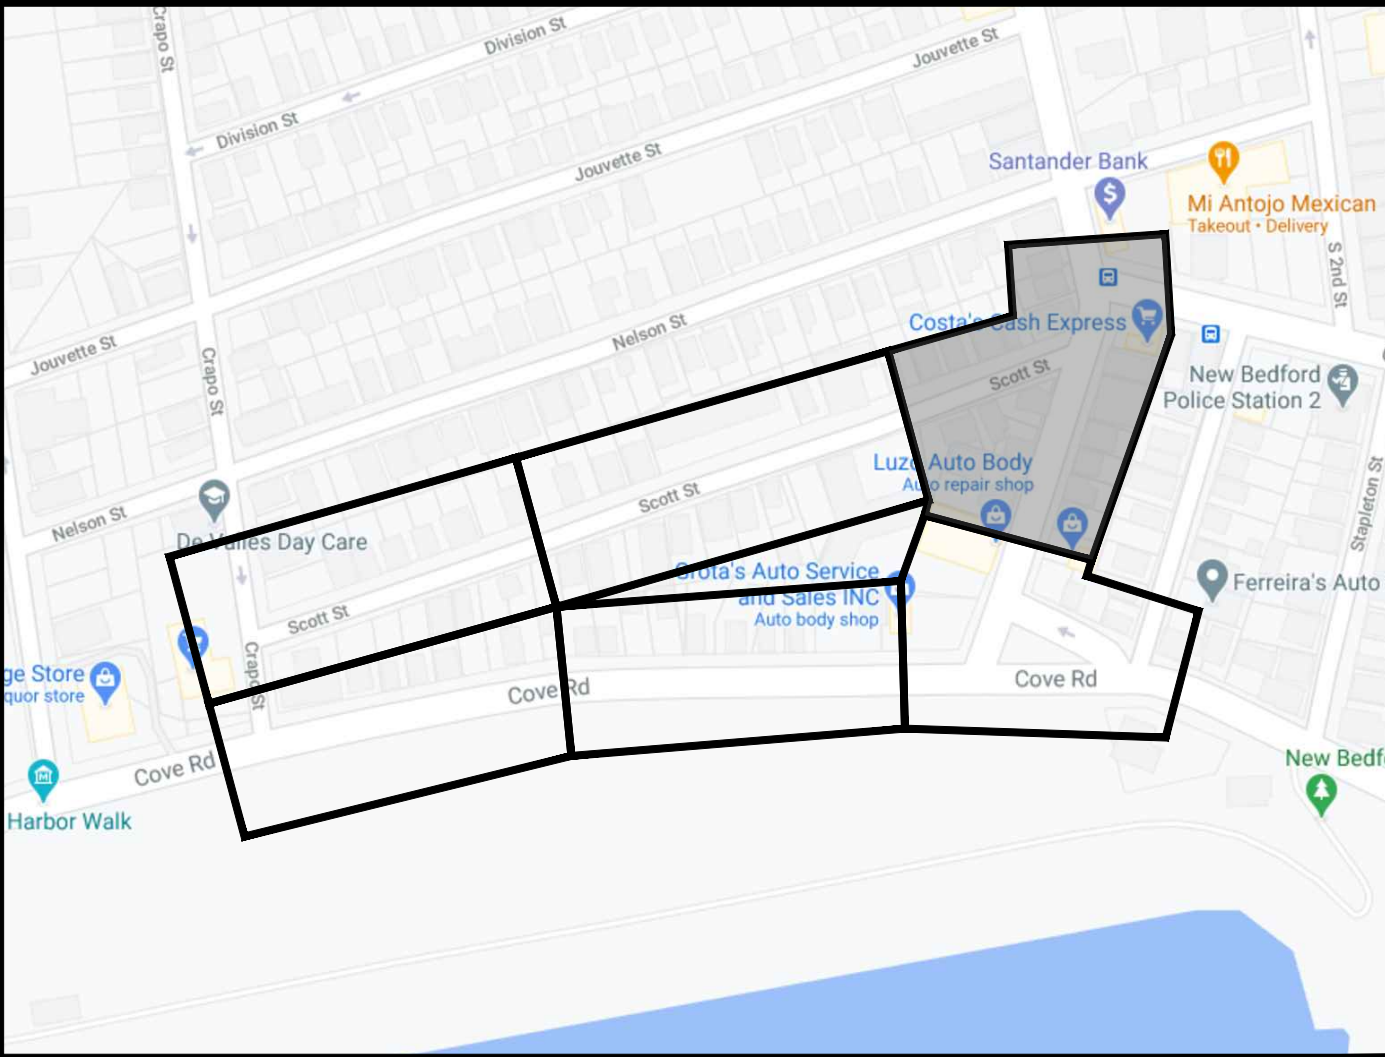 Crapo St
Division St
Jouvette St
Division St
Jouvette St
Santander Bank
Mi Antojo Mexican
Takeout • Delivery
S 2nd St
Costa's Cash Express
Nelson St
Jouvette St
Crapo St
Scott St
New Bedford
Police Station 2
Luzo Auto Body
Auto repair shop
Scott St
Stapleton St
Nelson St
De Valles Day Care
Grota's Auto Service
and Sales INC
Auto body shop
Ferreira's Auto
Scott St
Crapo St
ge Store
quor store
Cove Rd
Cove Rd
Cove Rd
New Bedf
Harbor Walk